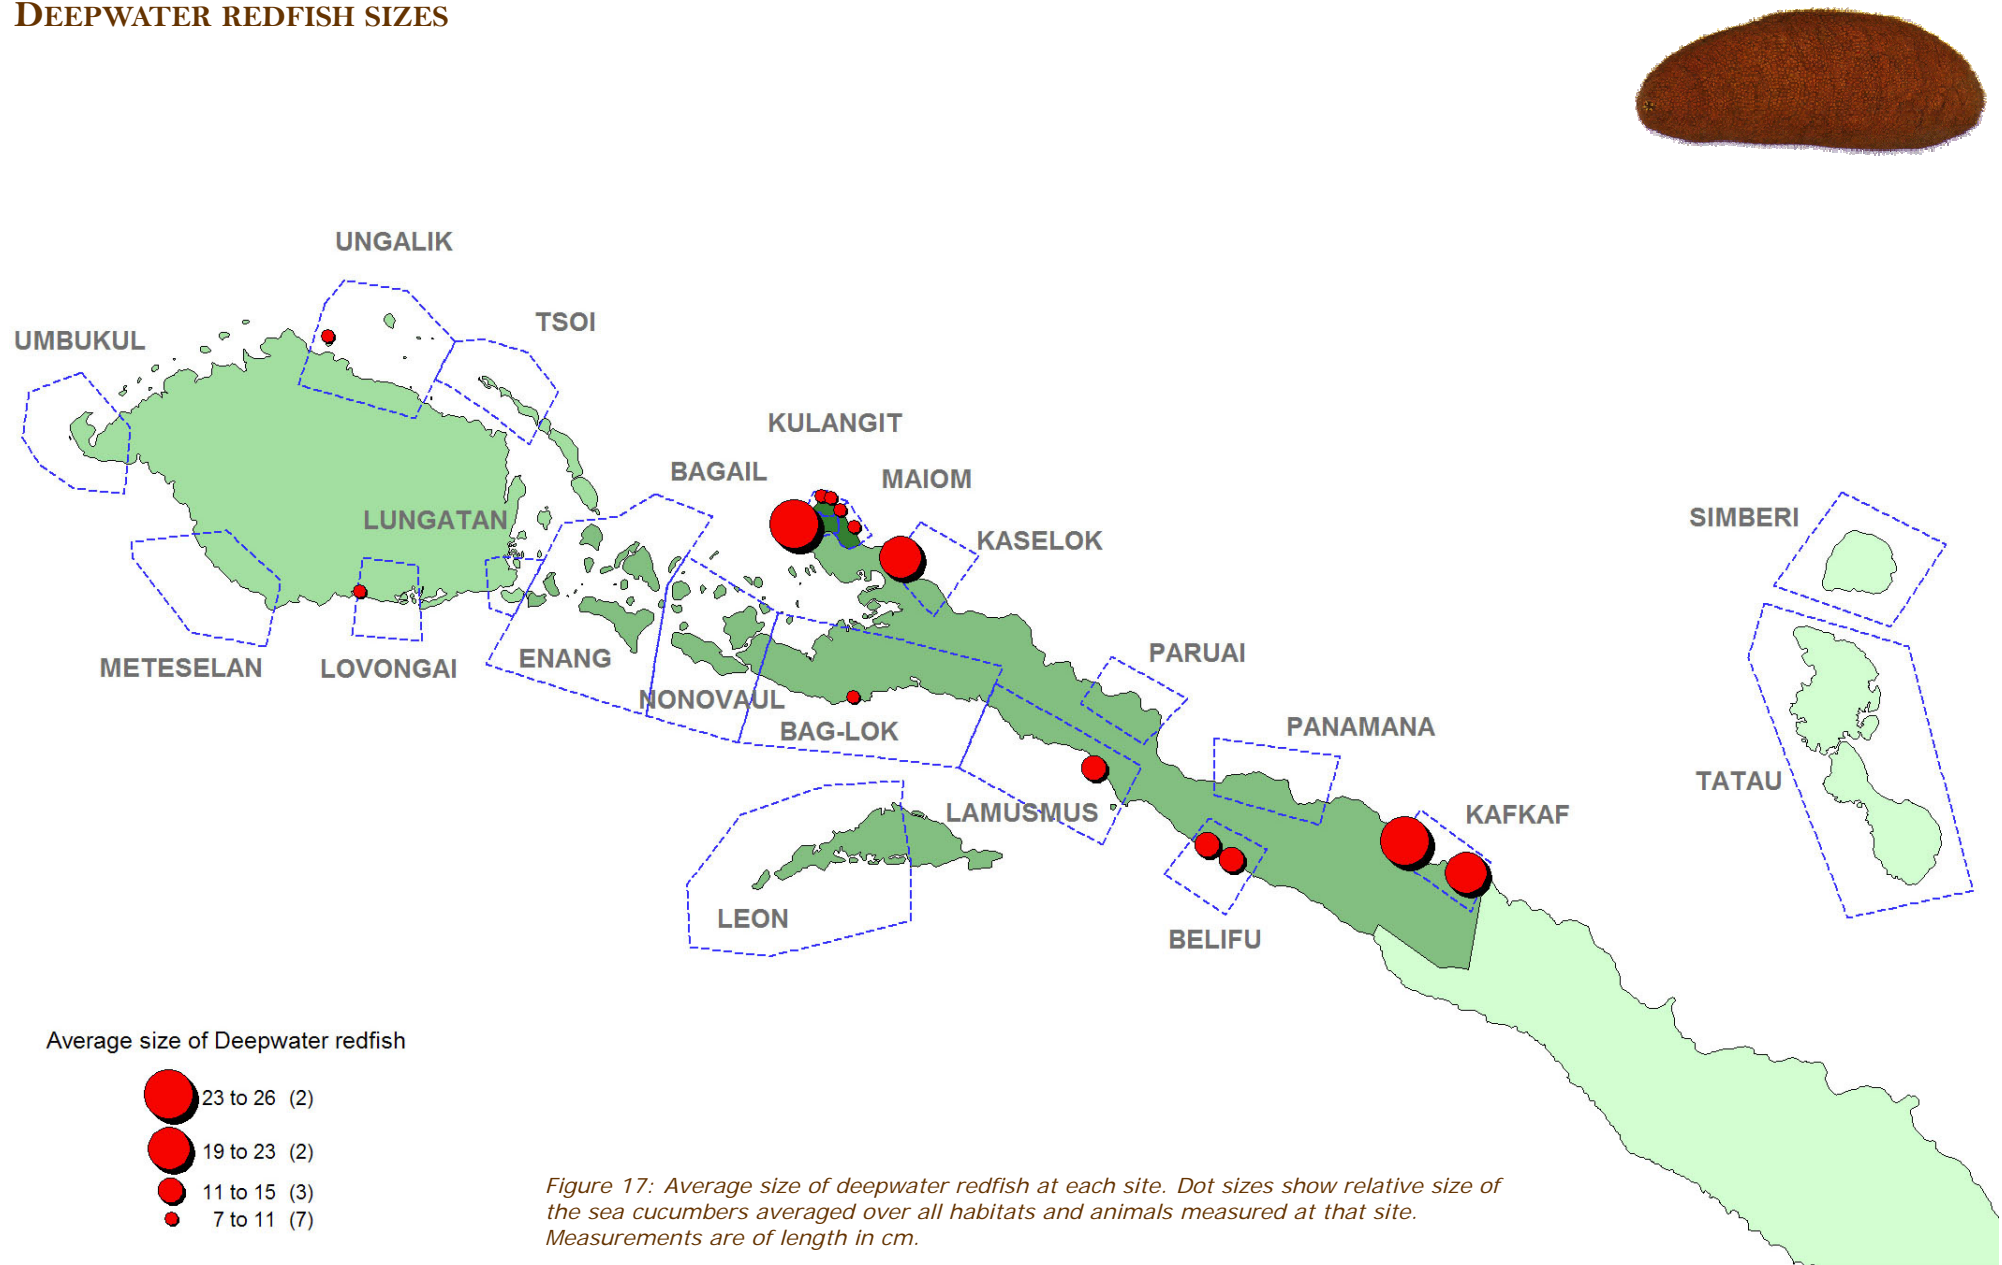 DEEPWATER REDFISH SIZES
UNGALIK
TSOI
UMBUKUL
KULANGIT
BAGAIL
MAIOM
LUNGATAN
KASELOK
SIMBERI
METESELAN
LOVONGAI
ENANG
PARUAI
NONOVAUL
BAG-LOK
PANAMANA
TATAU
LAMUSMUS
KAFKAF
LEON
BELIFU
Average size of Deepwater redfish
23 to 26 (2)
19 to 23 (2)
11 to 15 (3)
7 to 11 (7)
Figure 17: Average size of deepwater redfish at each site. Dot sizes show relative size of
the sea cucumbers averaged over all habitats and animals measured at that site.
Measurements are of length in cm.